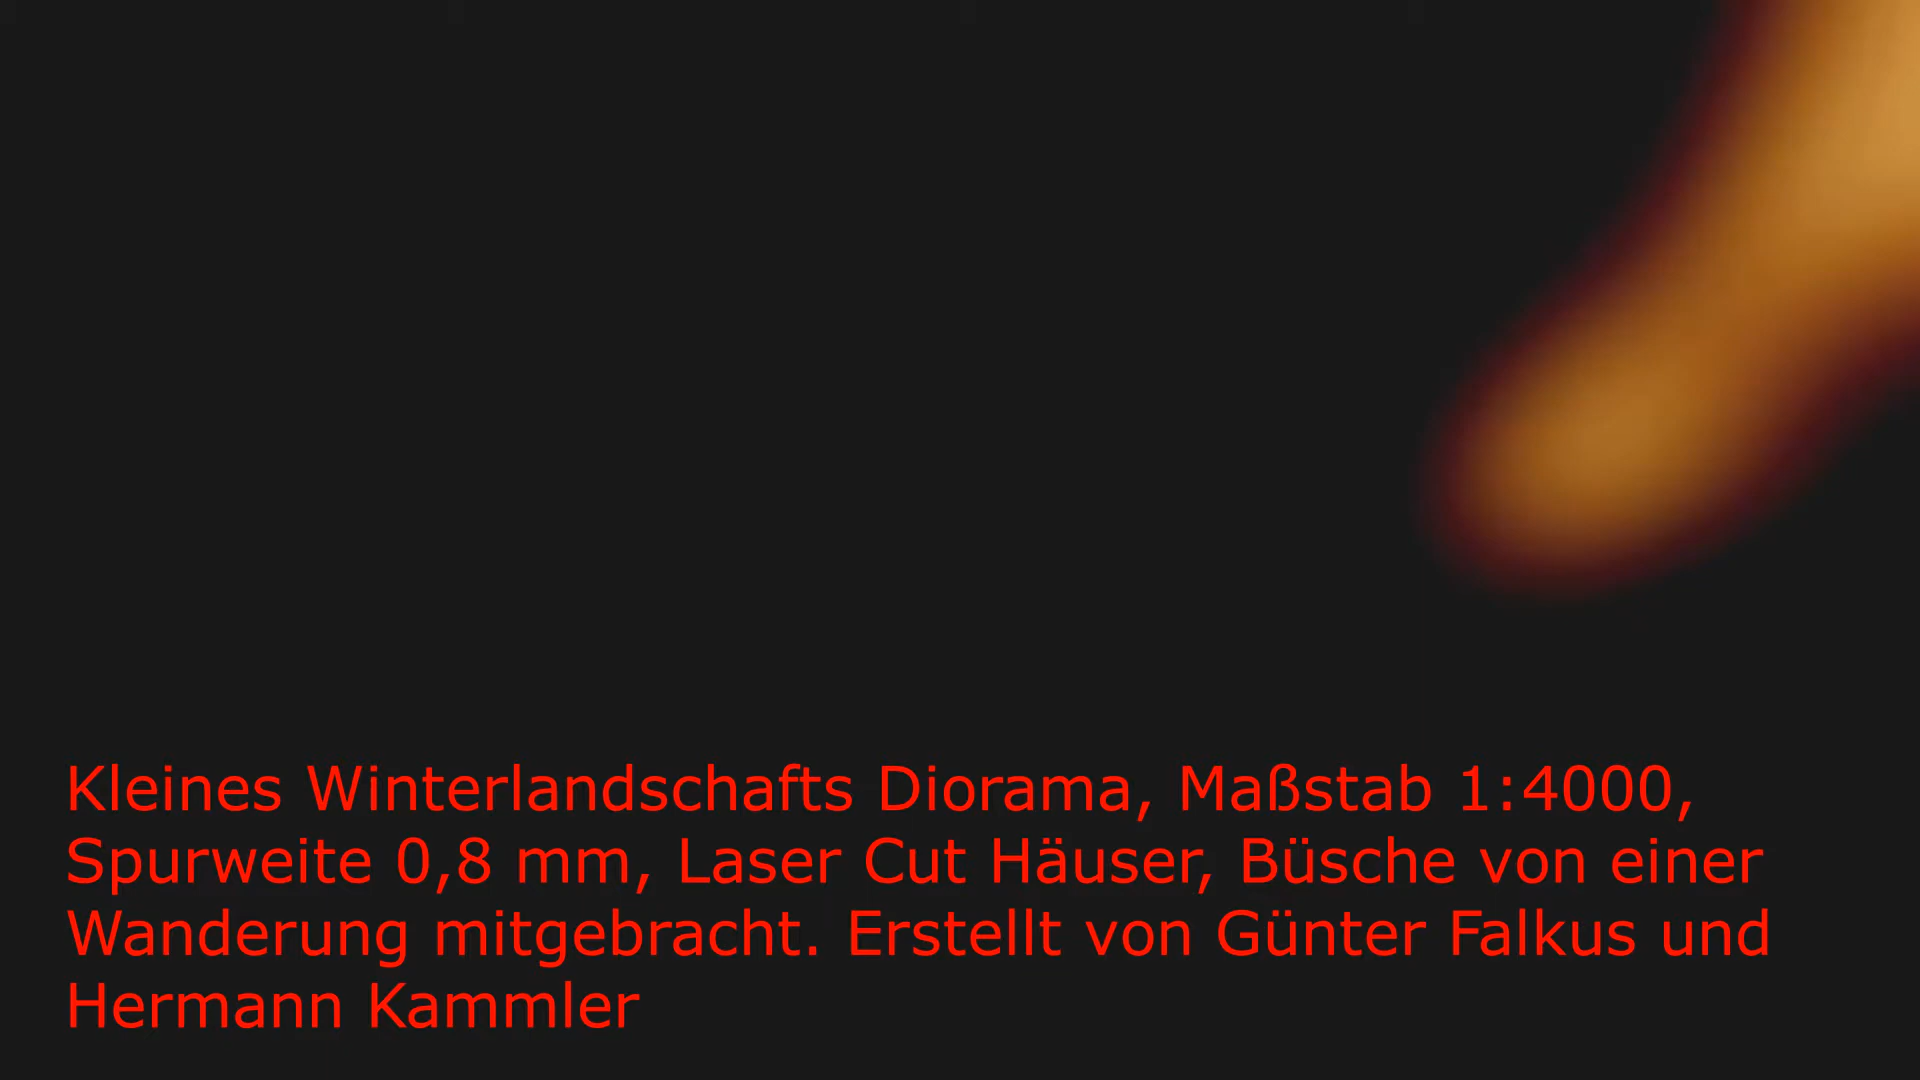 Kleines Winterlandschafts Diorama, Maßstab 1:4000,
Spurweite 0,8 mm, Laser Cut Häuser, Büsche von einer
Wanderung mitgebracht. Erstellt von Günter Falkus und
Hermann Kammler